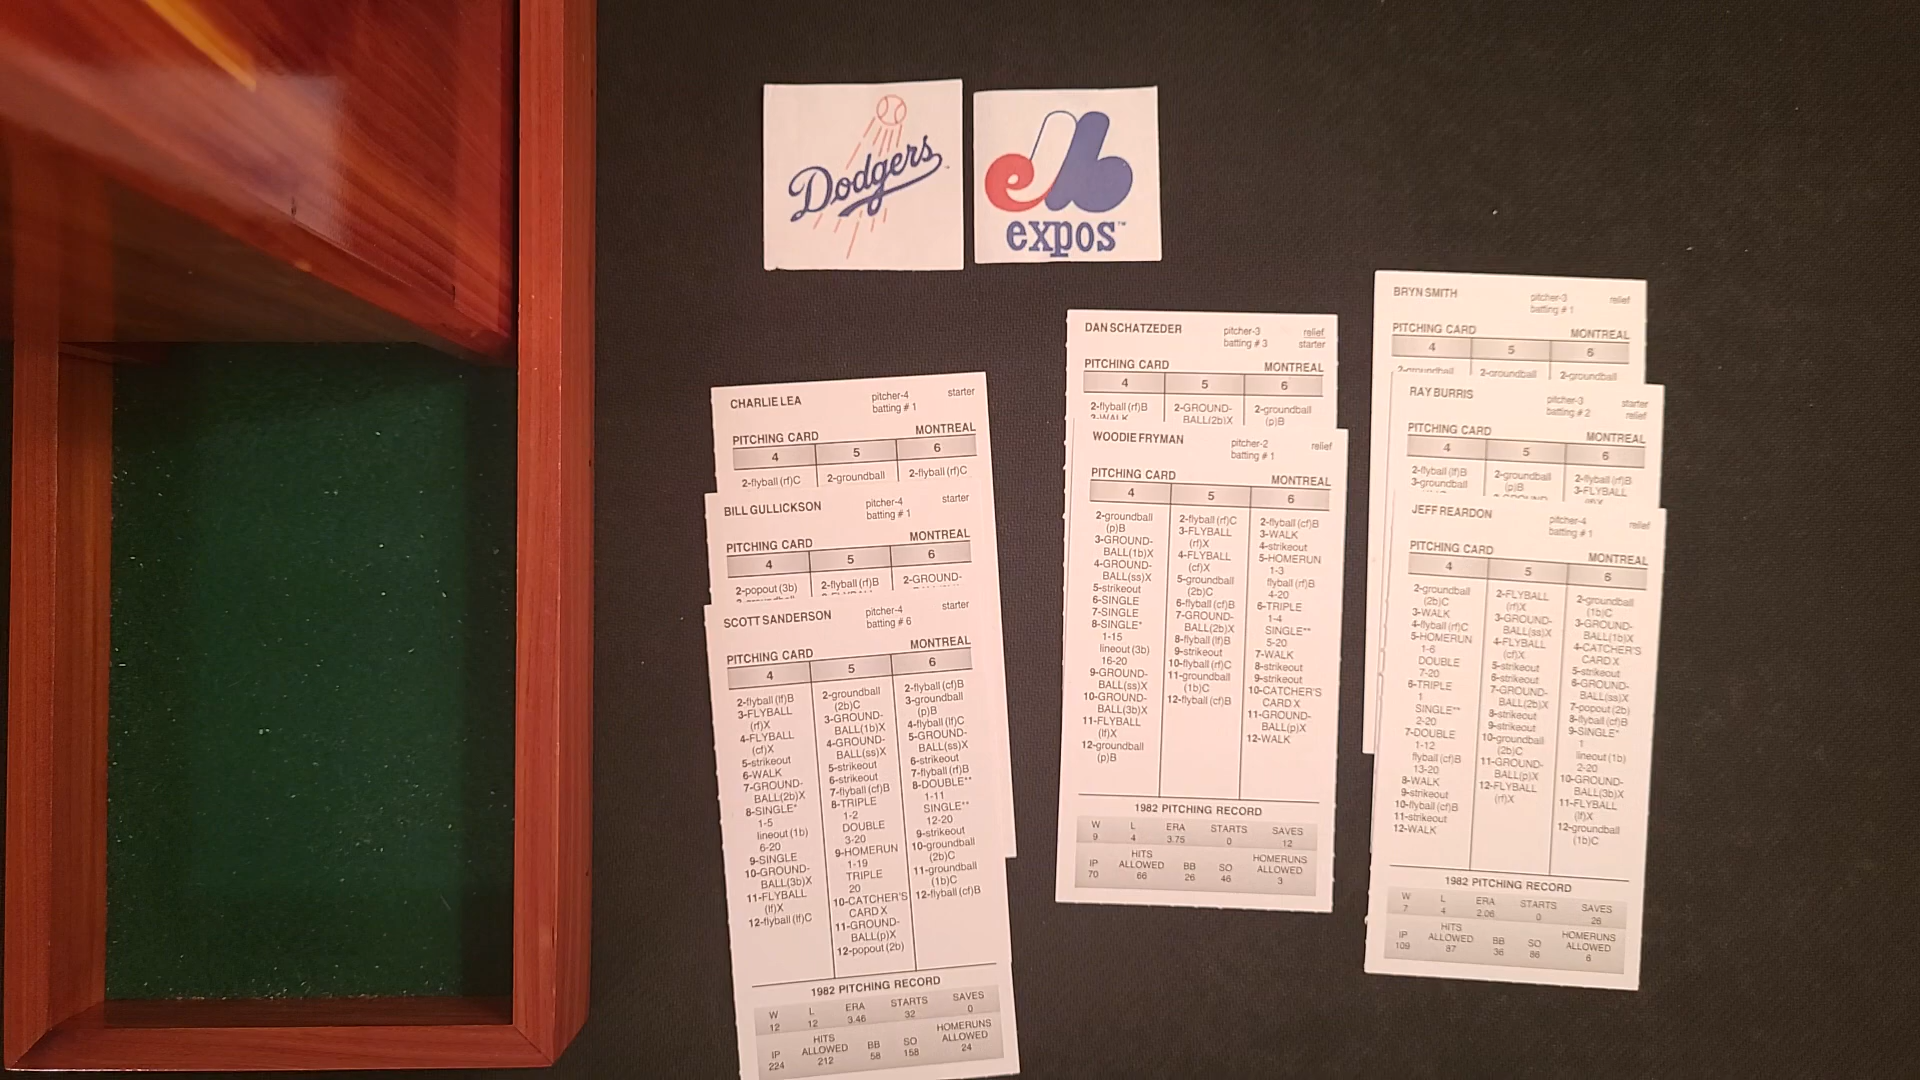 Dodgers
expos
CHARLIE LEA
pitcher-4
batting # 1
starter
PITCHING CARD
MONTREAL
4
5
6
2-flyball (rf)C
2-groundball
2-flyball (rf)C
BILL GULLICKSON
pitcher-4
batting # 1
starter
PITCHING CARD
MONTREAL
4
5
6
2-popout (3b)
2-flyball (rf)B
2-GROUND-
SCOTT SANDERSON
pitcher-4
batting # 6
starter
PITCHING CARD
MONTREAL
4
5
6
2-flyball (lf)B
3-FLYBALL
(rf)X
4-FLYBALL
(cf)X
5-strikeout
6-WALK
7-GROUND-
BALL(2b)X
8-SINGLE*
1-5
lineout (1b)
6-20
9-SINGLE
10-GROUND-
BALL(3b)X
11-FLYBALL
(lf)X
12-flyball (lf)C
2-groundball
(2b)C
3-GROUND-
BALL(1b)X
4-GROUND-
BALL(ss)X
5-strikeout
6-strikeout
7-flyball (cf)B
8-TRIPLE
1-2
DOUBLE
3-20
9-HOMERUN
1-19
TRIPLE
20
10-CATCHER'S
CARD X
11-GROUND-
BALL(p)X
12-popout (2b)
2-flyball (cf)B
3-groundball
(p)B
4-flyball (lf)C
5-GROUND-
BALL(ss)X
6-strikeout
7-flyball (rf)B
8-DOUBLE**
1-11
SINGLE**
12-20
9-strikeout
10-groundball
(2b)C
11-groundball
(1b)C
12-flyball (cf)B
1982 PITCHING RECORD
W L ERA STARTS SAVES
12 12 3.46 32 0
IP HITS ALLOWED BB SO HOMERUNS ALLOWED
224 212 58 158 24
DAN SCHATZEDER
pitcher-3
batting # 3
relief
starter
PITCHING CARD
MONTREAL
4
5
6
2-flyball (rf)B
3-WALK
2-GROUND-
BALL(2b)X
2-groundball
(p)B
WOODIE FRYMAN
pitcher-2
batting # 1
relief
PITCHING CARD
MONTREAL
4
5
6
2-groundball
(p)B
3-GROUND-
BALL(1b)X
4-GROUND-
BALL(ss)X
5-strikeout
6-SINGLE
7-SINGLE
8-SINGLE*
1-15
lineout (3b)
16-20
9-GROUND-
BALL(ss)X
10-GROUND-
BALL(3b)X
11-FLYBALL
(lf)X
12-groundball
(p)B
2-flyball (rf)C
3-FLYBALL
(rf)X
4-FLYBALL
(cf)X
5-groundball
(2b)C
6-flyball (cf)B
7-GROUND-
BALL(2b)X
8-flyball (lf)B
9-strikeout
10-flyball (rf)C
11-groundball
(1b)C
12-flyball (cf)B
2-flyball (cf)B
3-WALK
4-strikeout
5-HOMERUN
1-3
flyball (rf)B
4-20
6-TRIPLE
1-4
SINGLE**
5-20
7-WALK
8-strikeout
9-strikeout
10-CATCHER'S
CARD X
11-GROUND-
BALL(p)X
12-WALK
1982 PITCHING RECORD
W L ERA STARTS SAVES
9 4 3.75 0 12
IP HITS ALLOWED BB SO HOMERUNS ALLOWED
70 66 26 46 3
BRYN SMITH
pitcher-3
batting # 1
relief
PITCHING CARD
MONTREAL
4
5
6
2-groundball
2-groundball
2-groundball
RAY BURRIS
pitcher-3
batting # 2
starter
relief
PITCHING CARD
MONTREAL
4
5
6
2-flyball (lf)B
3-groundball
2-groundball
(p)B
2-flyball (rf)B
3-FLYBALL
JEFF REARDON
pitcher-4
batting # 1
relief
PITCHING CARD
MONTREAL
4
5
6
2-groundball
(2b)C
3-WALK
4-flyball (rf)C
5-HOMERUN
1-6
DOUBLE
7-20
6-TRIPLE
1
SINGLE**
2-20
7-DOUBLE
1-12
flyball (cf)B
13-20
8-WALK
9-strikeout
10-flyball (cf)B
11-strikeout
12-WALK
2-FLYBALL
(rf)X
3-GROUND-
BALL(ss)X
4-FLYBALL
(cf)X
5-strikeout
6-strikeout
7-GROUND-
BALL(2b)X
8-strikeout
9-strikeout
10-groundball
(2b)C
11-GROUND-
BALL(p)X
12-FLYBALL
(rf)X
2-groundball
(1b)C
3-GROUND-
BALL(1b)X
4-CATCHER'S
CARD X
5-strikeout
6-GROUND-
BALL(ss)X
7-popout (2b)
8-flyball (cf)B
9-SINGLE*
1
lineout (1b)
2-20
10-GROUND-
BALL(3b)X
11-FLYBALL
(lf)X
12-groundball
(1b)C
1982 PITCHING RECORD
W L ERA STARTS SAVES
7 4 2.06 0 26
IP HITS ALLOWED BB SO HOMERUNS ALLOWED
109 87 36 86 6